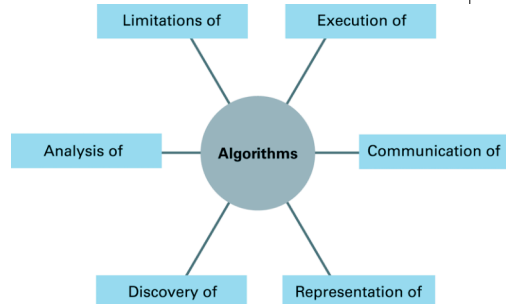 Limitations of
Execution of
Analysis of
Algorithms
Communication of
Discovery of
Representation of